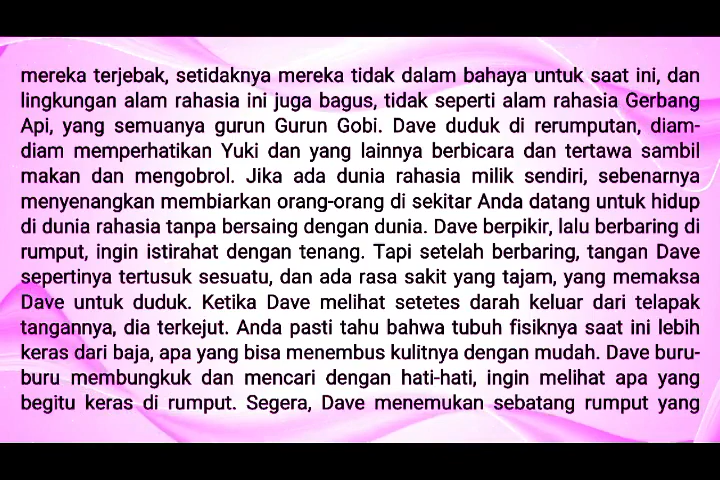 mereka terjebak, setidaknya mereka tidak dalam bahaya untuk saat ini, dan
lingkungan alam rahasia ini juga bagus, tidak seperti alam rahasia Gerbang
Api, yang semuanya gurun Gurun Gobi. Dave duduk di rerumputan, diam-
diam memperhatikan Yuki dan yang lainnya berbicara dan tertawa sambil
makan dan mengobrol. Jika ada dunia rahasia milik sendiri, sebenarnya
menyenangkan membiarkan orang-orang di sekitar Anda datang untuk hidup
di dunia rahasia tanpa bersaing dengan dunia. Dave berpikir, lalu berbaring di
rumput, ingin istirahat dengan tenang. Tapi setelah berbaring, tangan Dave
sepertinya tertusuk sesuatu, dan ada rasa sakit yang tajam, yang memaksa
Dave untuk duduk. Ketika Dave melihat setetes darah keluar dari telapak
tangannya, dia terkejut. Anda pasti tahu bahwa tubuh fisiknya saat ini lebih
keras dari baja, apa yang bisa menembus kulitnya dengan mudah. Dave buru-
buru membungkuk dan mencari dengan hati-hati, ingin melihat apa yang
begitu keras di rumput. Segera, Dave menemukan sebatang rumput yang